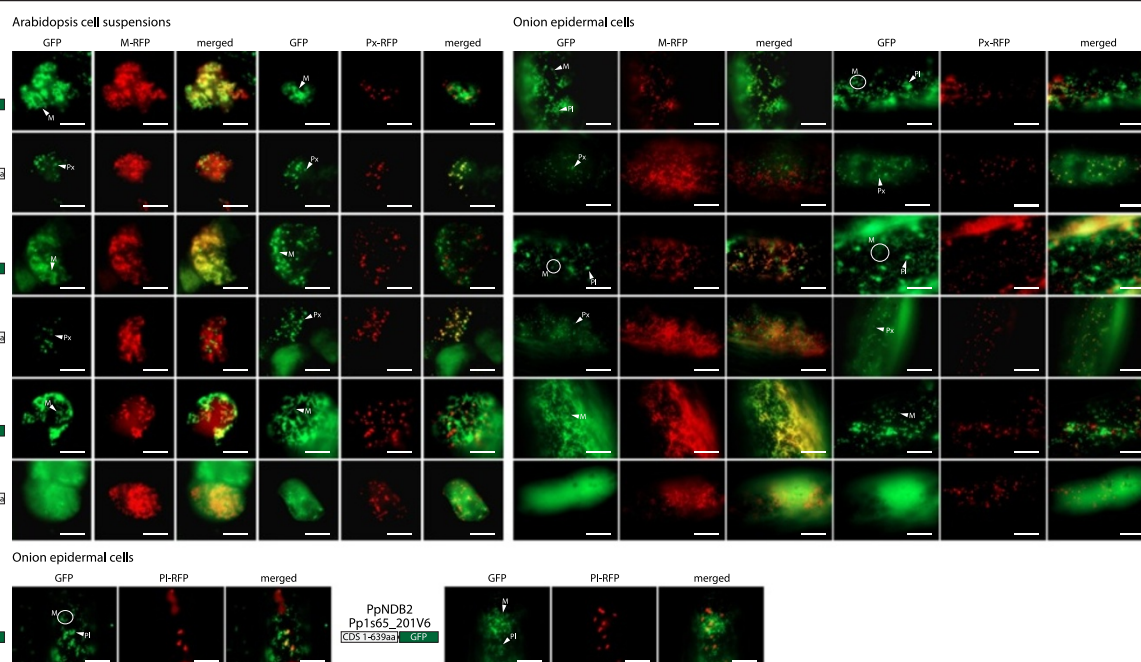 Arabidopsis cell suspensions
Onion epidermal cells
GFP M-RFP merged GFP Px-RFP merged GFP M-RFP merged GFP Px-RFP merged
M M M Pl M Pl
a Px Px Px Px
M M M Pl M Pl
a Px Px Px Px
M M M M
a
Onion epidermal cells
GFP Pl-RFP merged GFP Pl-RFP merged
M Pl
PpNDB2
Pp1s65_201V6
CDS 1-639aa GFP
M Pl